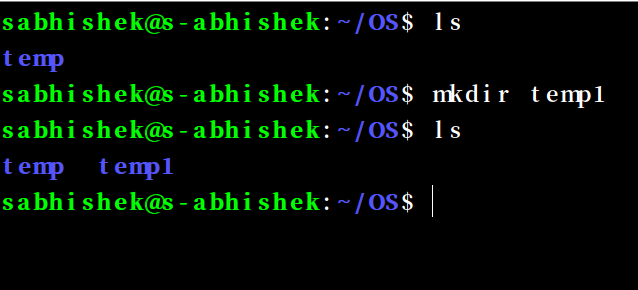 sabhishek@s-abhishek:~/OS$ ls
temp
sabhishek@s-abhishek:~/OS$ mkdir temp1
sabhishek@s-abhishek:~/OS$ ls
temp  temp1
sabhishek@s-abhishek:~/OS$